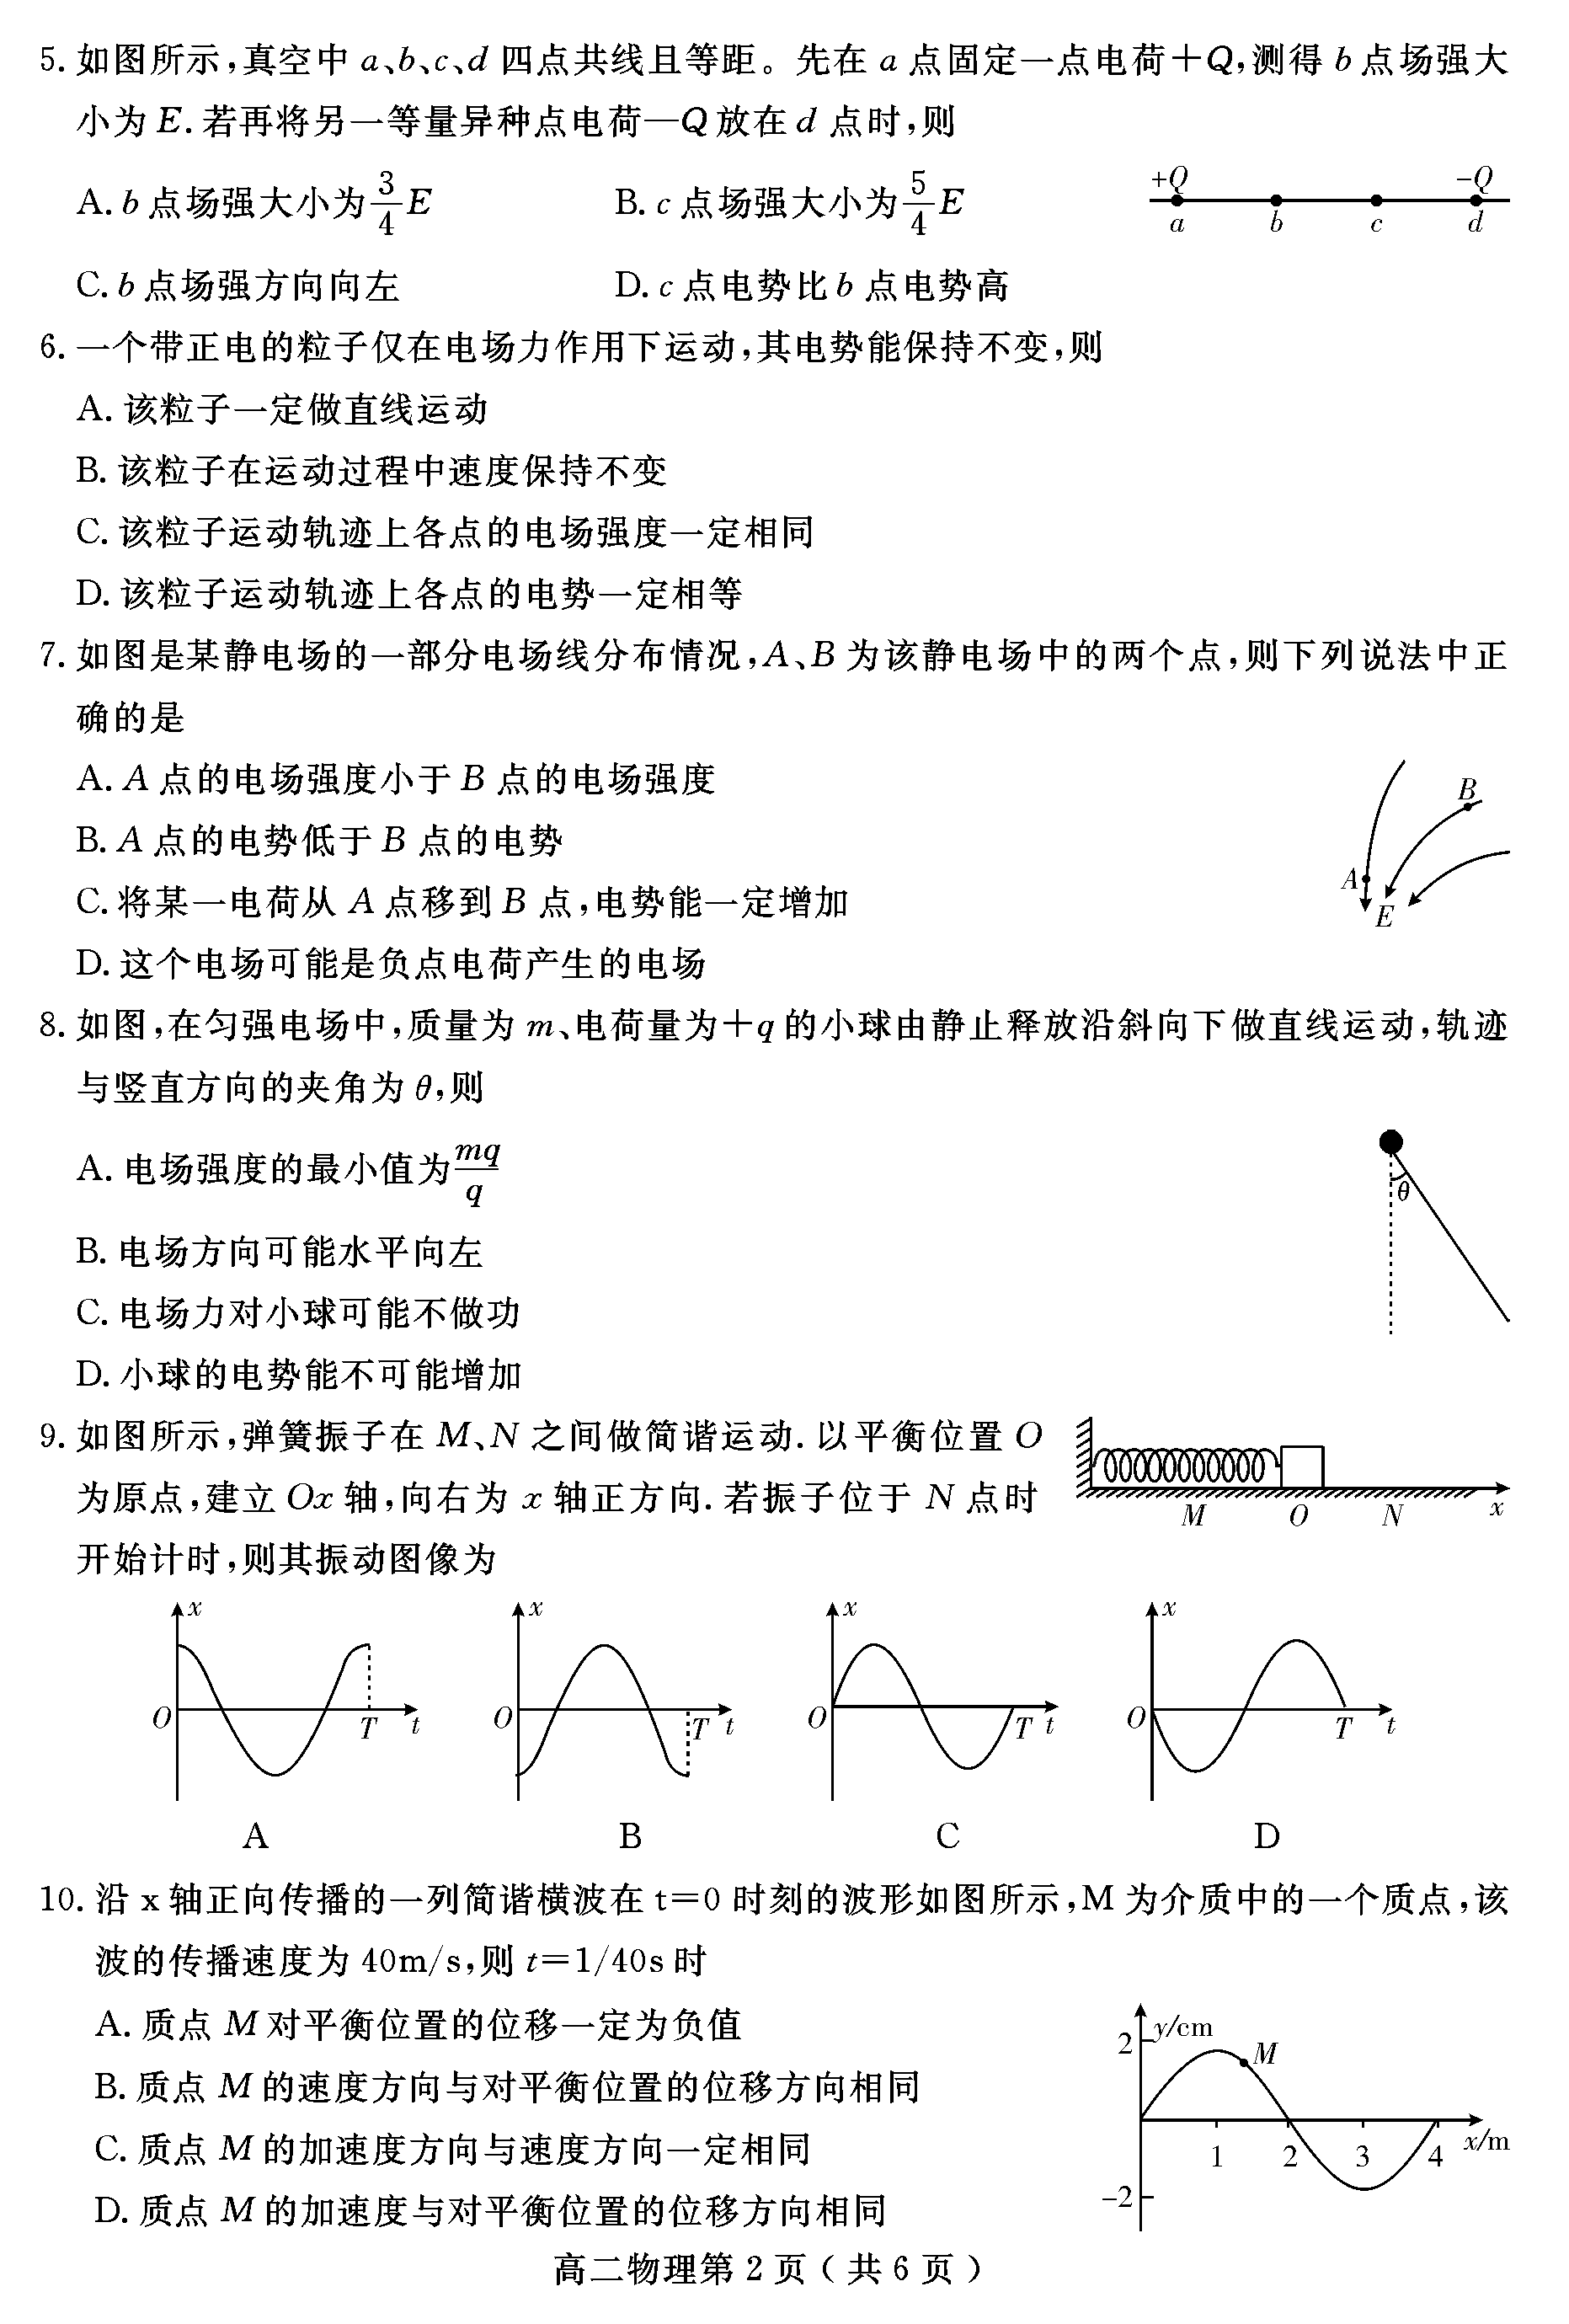 5. 如图所示,真空中 a、b、c、d 四点共线且等距。先在 a 点固定一点电荷+Q,测得 b 点场强大
小为 E. 若再将另一等量异种点电荷—Q 放在 d 点时,则
A. b 点场强大小为 3/4 E B. c 点场强大小为 5/4 E
+Q -Q
a b c d
C. b 点场强方向向左 D. c 点电势比 b 点电势高
6. 一个带正电的粒子仅在电场力作用下运动,其电势能保持不变,则
A. 该粒子一定做直线运动
B. 该粒子在运动过程中速度保持不变
C. 该粒子运动轨迹上各点的电场强度一定相同
D. 该粒子运动轨迹上各点的电势一定相等
7. 如图是某静电场的一部分电场线分布情况,A、B 为该静电场中的两个点,则下列说法中正
确的是
A. A 点的电场强度小于 B 点的电场强度
B. A 点的电势低于 B 点的电势
C. 将某一电荷从 A 点移到 B 点,电势能一定增加
D. 这个电场可能是负点电荷产生的电场
B
A
E
8. 如图,在匀强电场中,质量为 m、电荷量为+q 的小球由静止释放沿斜向下做直线运动,轨迹
与竖直方向的夹角为 θ,则
A. 电场强度的最小值为 mq/q
B. 电场方向可能水平向左
C. 电场力对小球可能不做功
D. 小球的电势能不可能增加
θ
9. 如图所示,弹簧振子在 M、N 之间做简谐运动. 以平衡位置 O
为原点,建立 Ox 轴,向右为 x 轴正方向. 若振子位于 N 点时
开始计时,则其振动图像为
M O N x
x x x x
O T t O T t O T t O T t
A B C D
10. 沿 x 轴正向传播的一列简谐横波在 t=0 时刻的波形如图所示,M 为介质中的一个质点,该
波的传播速度为 40m/s,则 t=1/40s 时
A. 质点 M 对平衡位置的位移一定为负值
B. 质点 M 的速度方向与对平衡位置的位移方向相同
C. 质点 M 的加速度方向与速度方向一定相同
D. 质点 M 的加速度与对平衡位置的位移方向相同
y/cm
2 M
1 2 3 4 x/m
-2
高二物理第 2 页( 共 6 页 )